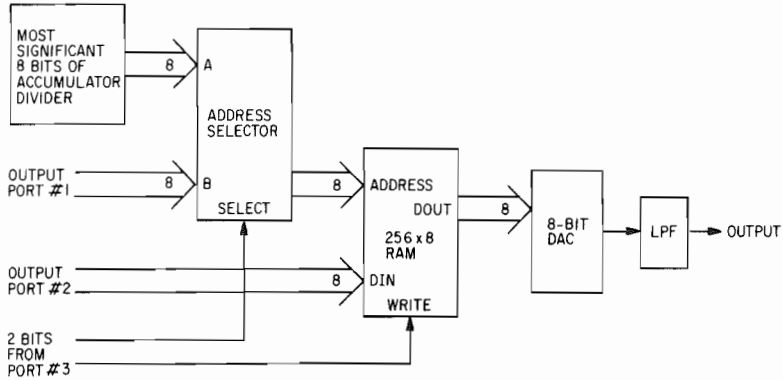 MOST
SIGNIFICANT
8 BITS OF
ACCUMULATOR
DIVIDER
8
A
ADDRESS
SELECTOR
OUTPUT
PORT #1
8
B
SELECT
8
ADDRESS
DOUT
256 x 8
RAM
8
8-BIT
DAC
LPF
OUTPUT
OUTPUT
PORT #2
8
DIN
WRITE
2 BITS
FROM
PORT #3